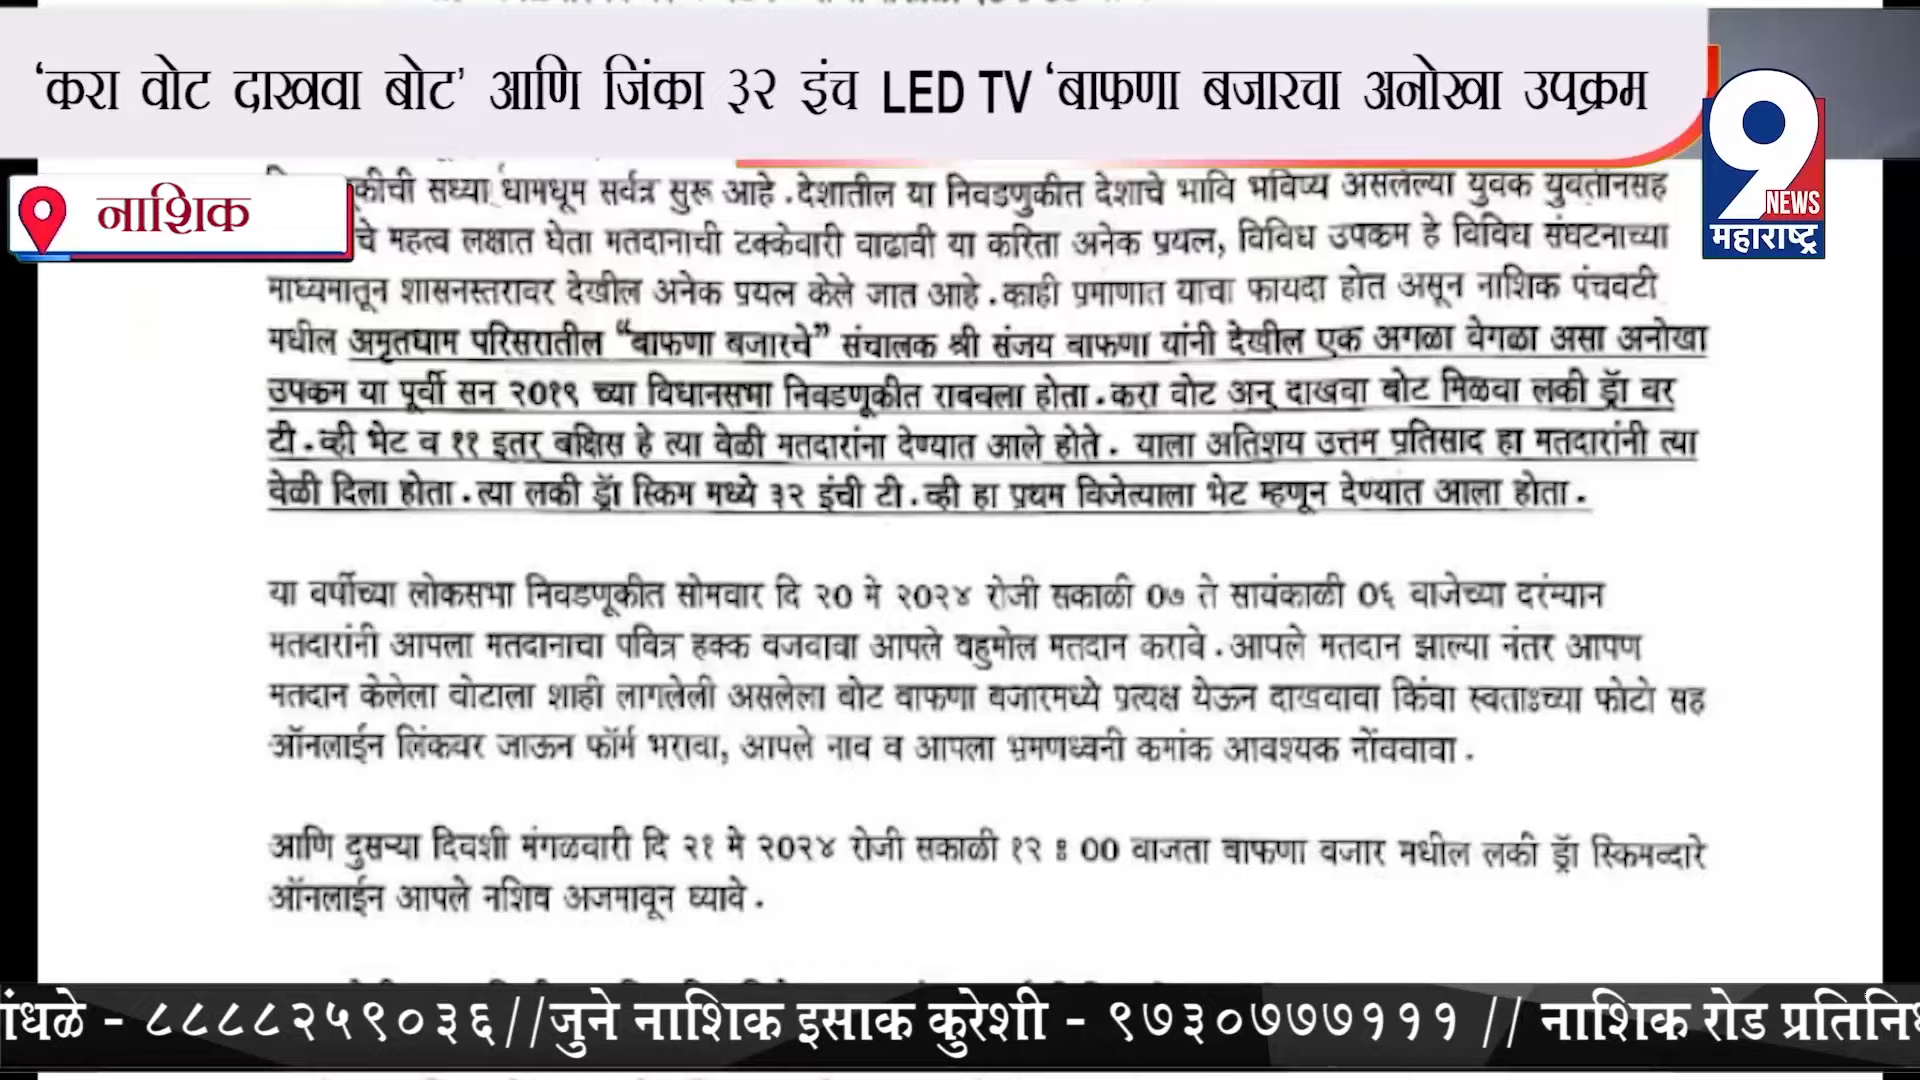 ‘करा वोट दाखवा बोट’ आणि जिंका ३२ इंच LED TV ‘बाफणा बजारचा अनोखा उपक्रम
9
NEWS
महाराष्ट्र
नाशिक
सध्या धामधूम सर्वत्र सुरू आहे .देशातील या निवडणुकीत देशाचे भावि भविष्य असलेल्या युवक युवतींनसह
चे महत्व लक्षात घेता मतदानाची टक्केवारी वाढावी या करिता अनेक प्रयत्न, विविध उपकम हे विविध संघटनाच्या
माध्यमातून शासनस्तरावर देखील अनेक प्रयत्न केले जात आहे .काही प्रमाणात याचा फायदा होत असून नाशिक पंचवटी
मधील अमृतधाम परिसरातील “बाफणा बजारचे” संचालक श्री संजय बाफणा यांनी देखील एक अगळा वेगळा असा अनोखा
उपकम या पूर्वी सन २०१९ च्या विधानसभा निवडणूकीत राबवला होता .करा वोट अन् दाखवा बोट मिळवा लकी ड्रॉ वर
टी .व्ही भेट व ११ इतर बक्षिस हे त्या वेळी मतदारांना देण्यात आले होते . याला अतिशय उत्तम प्रतिसाद हा मतदारांनी त्या
वेळी दिला होता .त्या लकी ड्रॉ स्किम मध्ये ३२ इंची टी .व्ही हा प्रथम विजेत्याला भेट म्हणून देण्यात आला होता .
या वर्षीच्या लोकसभा निवडणूकीत सोमवार दि २० मे २०२४ रोजी सकाळी ०७ ते सायंकाळी ०६ वाजेच्या दरम्यान
मतदारांनी आपला मतदानाचा पवित्र हक्क बजवावा आपले बहुमोल मतदान करावे .आपले मतदान झाल्या नंतर आपण
मतदान केलेला बोटाला शाही लागलेली असलेला बोट बाफणा बजारमध्ये प्रत्यक्ष येऊन दाखवावा किंवा स्वताःच्या फोटो सह
ऑनलाईन लिंकवर जाऊन फॉर्म भरावा, आपले नाव व आपला भ्रमणध्वनी कमांक आवश्यक नोंदवावा .
आणि दुसऱ्या दिवशी मंगळवारी दि २१ मे २०२४ रोजी सकाळी १२ : ०० वाजता बाफणा बजार मधील लकी ड्रॉ स्किमव्दारे
ऑनलाईन आपले नशिब अजमावून घ्यावे .
ांधळे - ८८८८२५९०३६//जुने नाशिक इसाक कुरेशी - ९७३०७७७१११ // नाशिक रोड प्रतिनिध